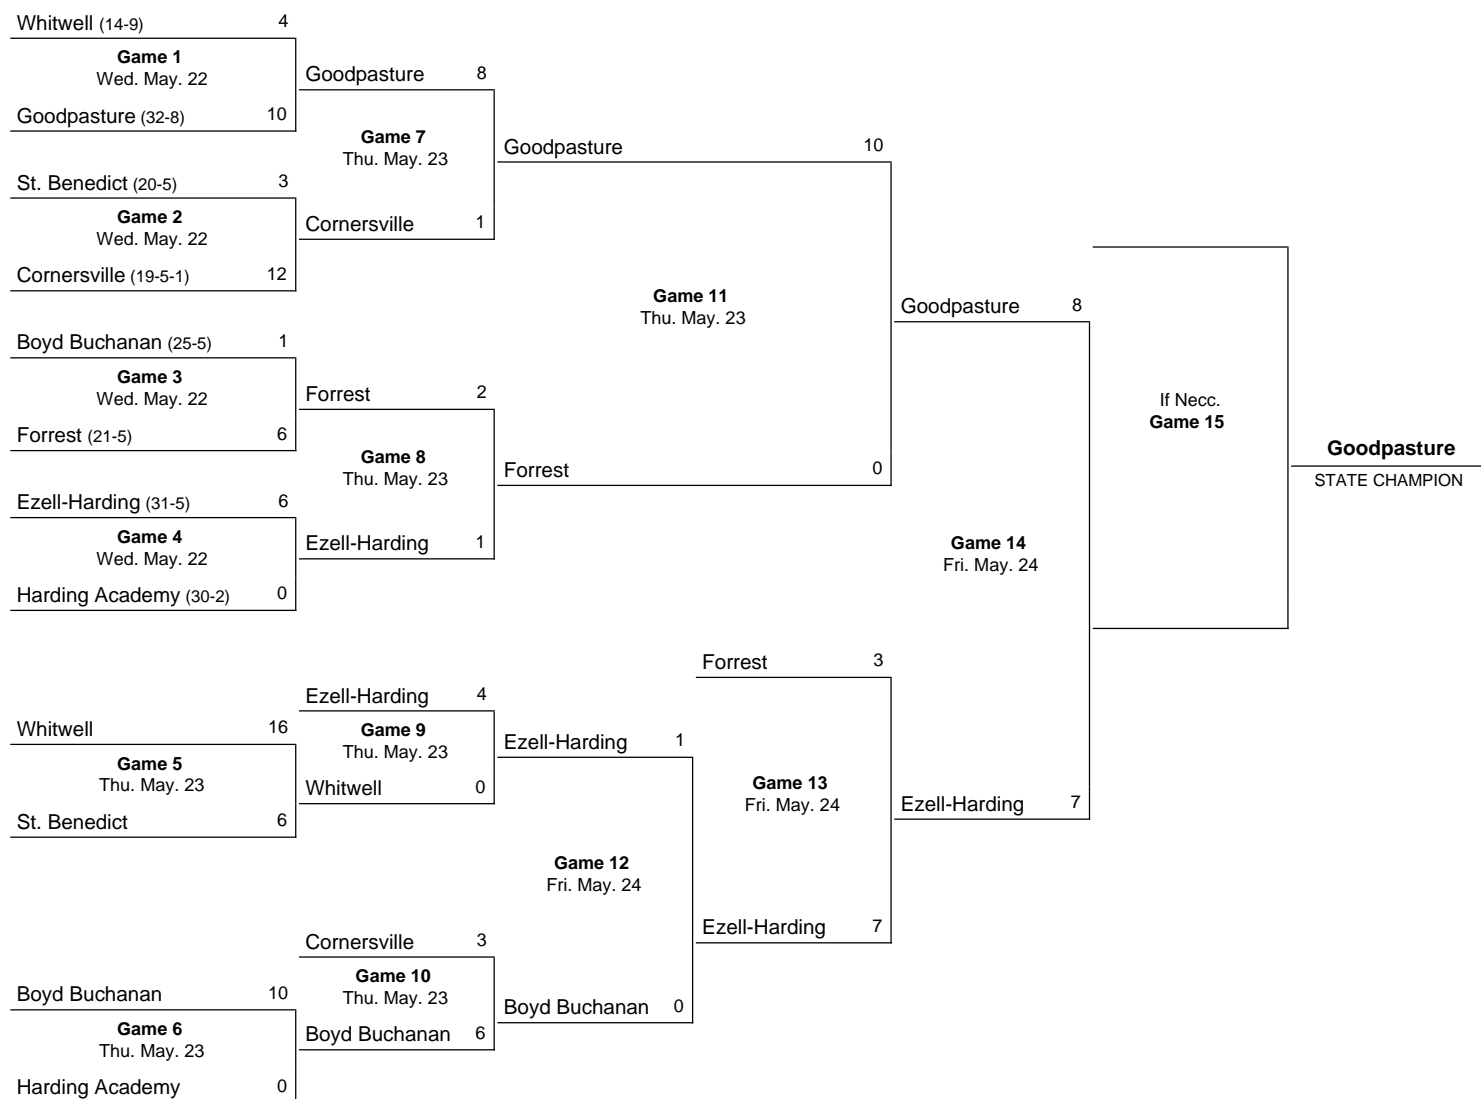 Whitwell (14-9) 4
Game 1
Wed. May. 22
Goodpasture (32-8) 10
St. Benedict (20-5) 3
Game 2
Wed. May. 22
Cornersville (19-5-1) 12
Boyd Buchanan (25-5) 1
Game 3
Wed. May. 22
Forrest (21-5) 6
Ezell-Harding (31-5) 6
Game 4
Wed. May. 22
Harding Academy (30-2) 0
Whitwell 16
Game 5
Thu. May. 23
St. Benedict 6
Boyd Buchanan 10
Game 6
Thu. May. 23
Harding Academy 0
Goodpasture 8
Game 7
Thu. May. 23
Cornersville 1
Forrest 2
Game 8
Thu. May. 23
Ezell-Harding 1
Ezell-Harding 4
Game 9
Thu. May. 23
Whitwell 0
Cornersville 3
Game 10
Thu. May. 23
Boyd Buchanan 6
Goodpasture 10
Game 11
Thu. May. 23
Forrest 0
Ezell-Harding 1
Game 12
Fri. May. 24
Boyd Buchanan 0
Forrest 3
Game 13
Fri. May. 24
Ezell-Harding 7
Goodpasture 8
Game 14
Fri. May. 24
Ezell-Harding 7
If Necc.
Game 15
Goodpasture
STATE CHAMPION